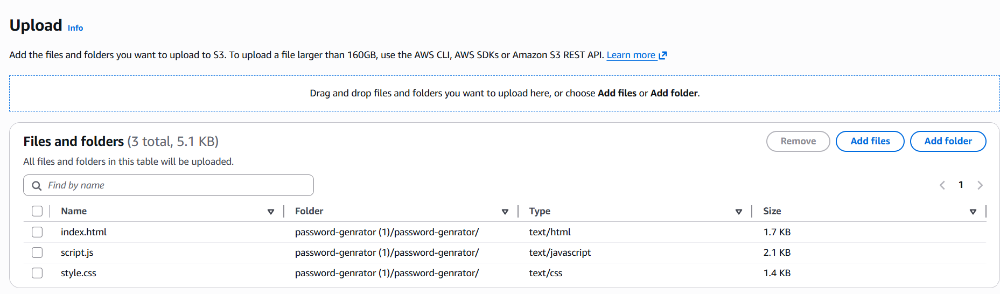 Upload Info
Add the files and folders you want to upload to S3. To upload a file larger than 160GB, use the AWS CLI, AWS SDKs or Amazon S3 REST API. Learn more
Drag and drop files and folders you want to upload here, or choose Add files or Add folder.
Files and folders (3 total, 5.1 KB)
Remove Add files Add folder
All files and folders in this table will be uploaded.
Find by name
1
Name Folder Type Size
index.html password-genrator (1)/password-genrator/ text/html 1.7 KB
script.js password-genrator (1)/password-genrator/ text/javascript 2.1 KB
style.css password-genrator (1)/password-genrator/ text/css 1.4 KB